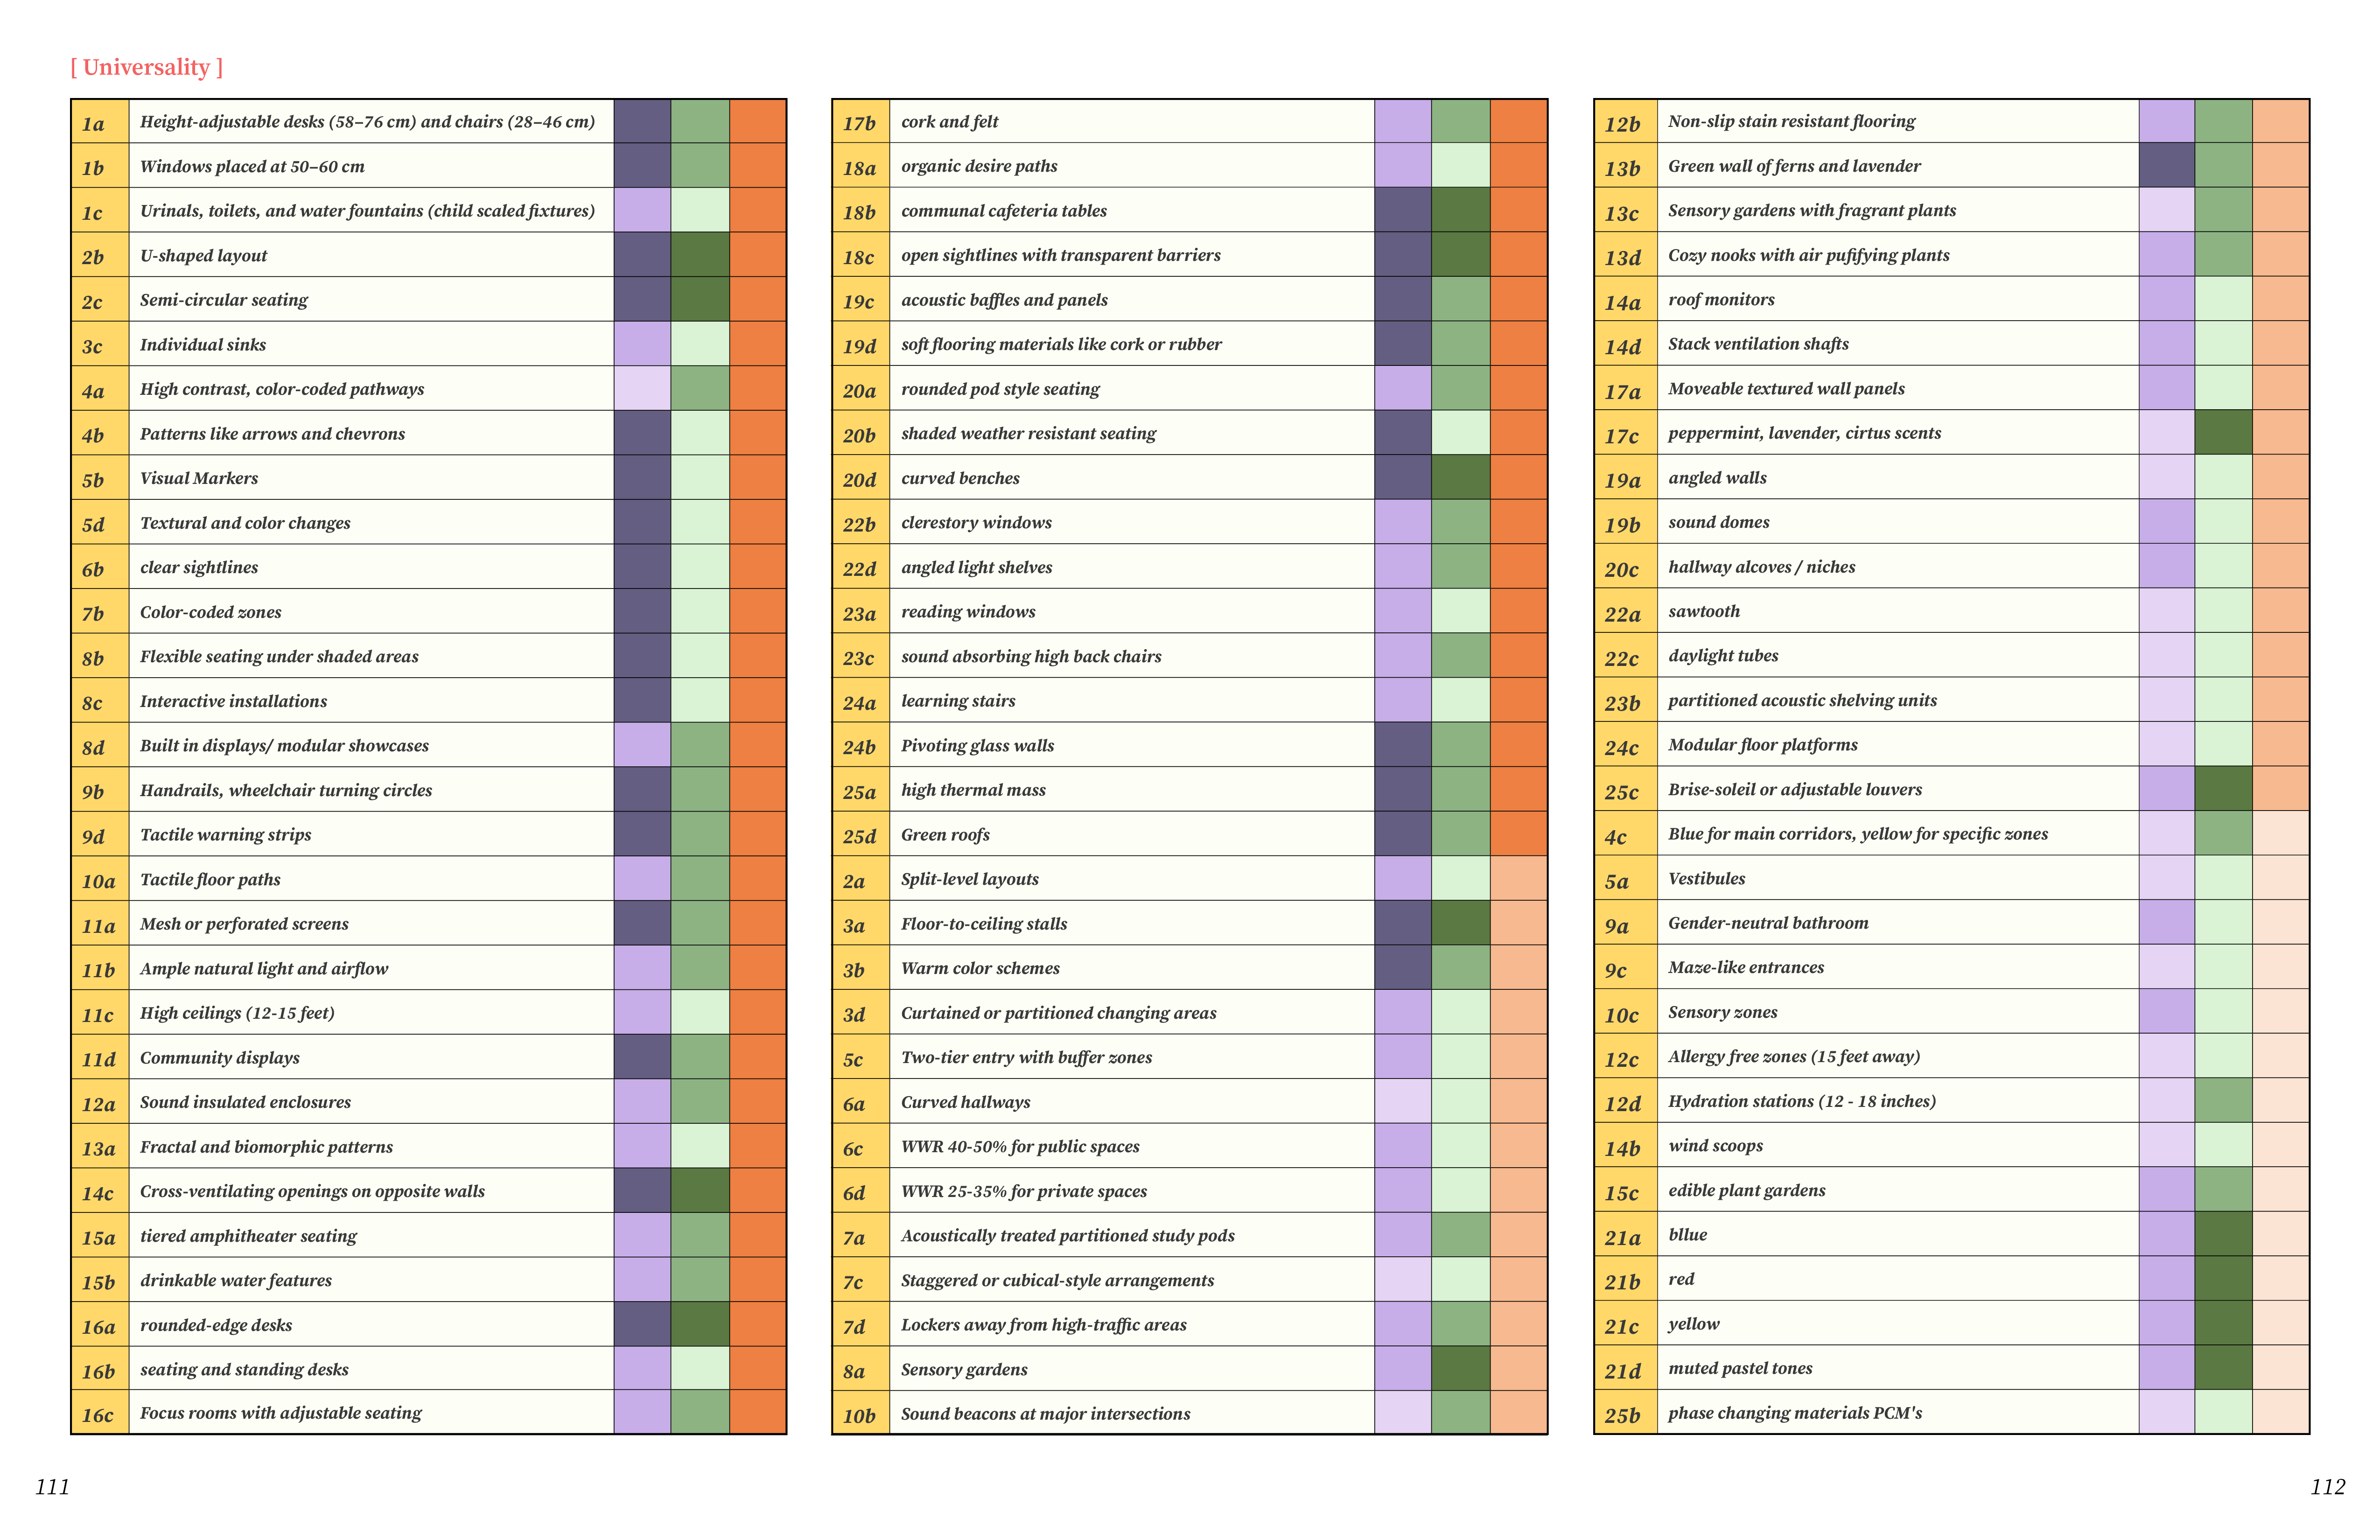 [ Universality ]
1a Height-adjustable desks (58–76 cm) and chairs (28–46 cm)
1b Windows placed at 50–60 cm
1c Urinals, toilets, and water fountains (child scaled fixtures)
2b U-shaped layout
2c Semi-circular seating
3c Individual sinks
4a High contrast, color-coded pathways
4b Patterns like arrows and chevrons
5b Visual Markers
5d Textural and color changes
6b clear sightlines
7b Color-coded zones
8b Flexible seating under shaded areas
8c Interactive installations
8d Built in displays/ modular showcases
9b Handrails, wheelchair turning circles
9d Tactile warning strips
10a Tactile floor paths
11a Mesh or perforated screens
11b Ample natural light and airflow
11c High ceilings (12-15 feet)
11d Community displays
12a Sound insulated enclosures
13a Fractal and biomorphic patterns
14c Cross-ventilating openings on opposite walls
15a tiered amphitheater seating
15b drinkable water features
16a rounded-edge desks
16b seating and standing desks
16c Focus rooms with adjustable seating
17b cork and felt
18a organic desire paths
18b communal cafeteria tables
18c open sightlines with transparent barriers
19c acoustic baffles and panels
19d soft flooring materials like cork or rubber
20a rounded pod style seating
20b shaded weather resistant seating
20d curved benches
22b clerestory windows
22d angled light shelves
23a reading windows
23c sound absorbing high back chairs
24a learning stairs
24b Pivoting glass walls
25a high thermal mass
25d Green roofs
2a Split-level layouts
3a Floor-to-ceiling stalls
3b Warm color schemes
3d Curtained or partitioned changing areas
5c Two-tier entry with buffer zones
6a Curved hallways
6c WWR 40-50% for public spaces
6d WWR 25-35% for private spaces
7a Acoustically treated partitioned study pods
7c Staggered or cubical-style arrangements
7d Lockers away from high-traffic areas
8a Sensory gardens
10b Sound beacons at major intersections
12b Non-slip stain resistant flooring
13b Green wall of ferns and lavender
13c Sensory gardens with fragrant plants
13d Cozy nooks with air pufifying plants
14a roof monitors
14d Stack ventilation shafts
17a Moveable textured wall panels
17c peppermint, lavender, cirtus scents
19a angled walls
19b sound domes
20c hallway alcoves / niches
22a sawtooth
22c daylight tubes
23b partitioned acoustic shelving units
24c Modular floor platforms
25c Brise-soleil or adjustable louvers
4c Blue for main corridors, yellow for specific zones
5a Vestibules
9a Gender-neutral bathroom
9c Maze-like entrances
10c Sensory zones
12c Allergy free zones (15 feet away)
12d Hydration stations (12 - 18 inches)
14b wind scoops
15c edible plant gardens
21a bllue
21b red
21c yellow
21d muted pastel tones
25b phase changing materials PCM's
111
112